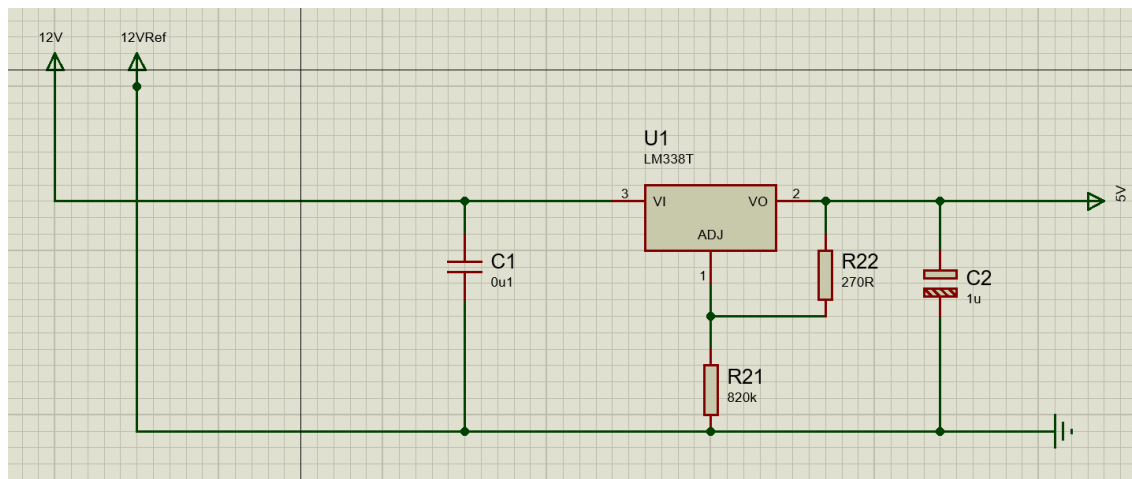 12V
12VRef
U1
LM338T
3
VI
VO
2
ADJ
1
5V
C1
0u1
R22
270R
C2
1u
R21
820k